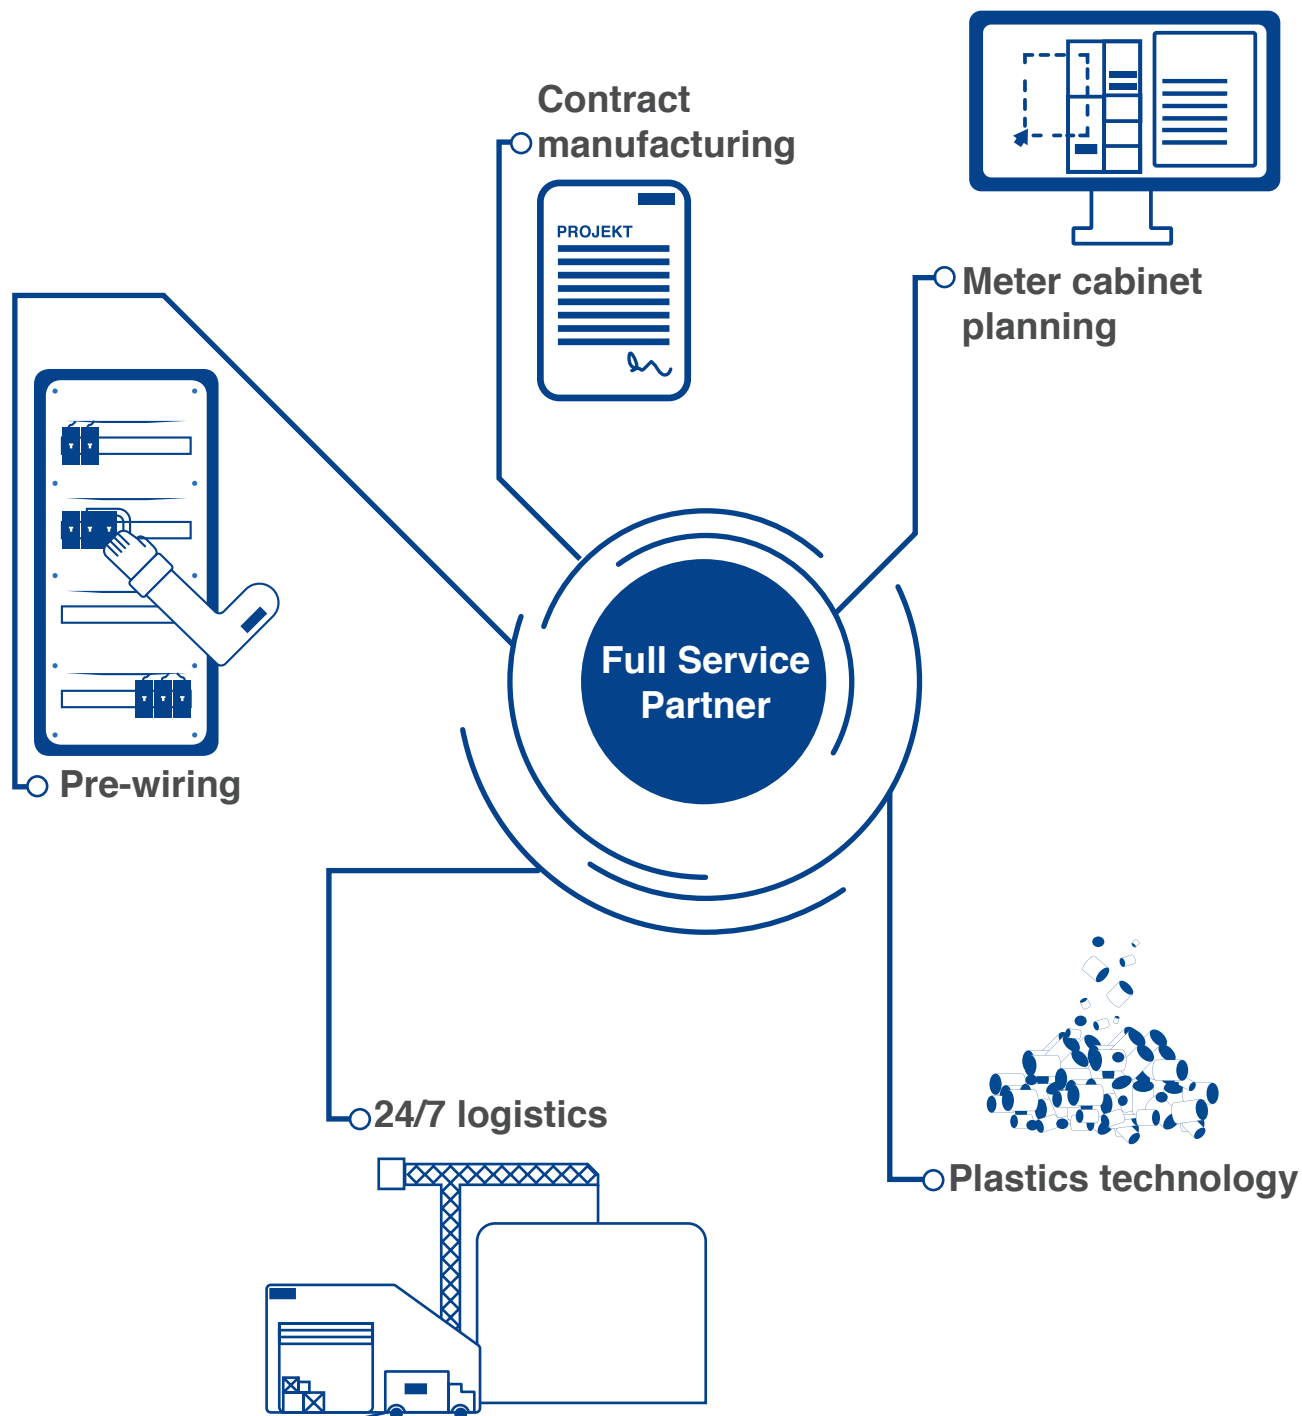 Contract
manufacturing
PROJEKT
Meter cabinet
planning
Full Service
Partner
Pre-wiring
24/7 logistics
Plastics technology